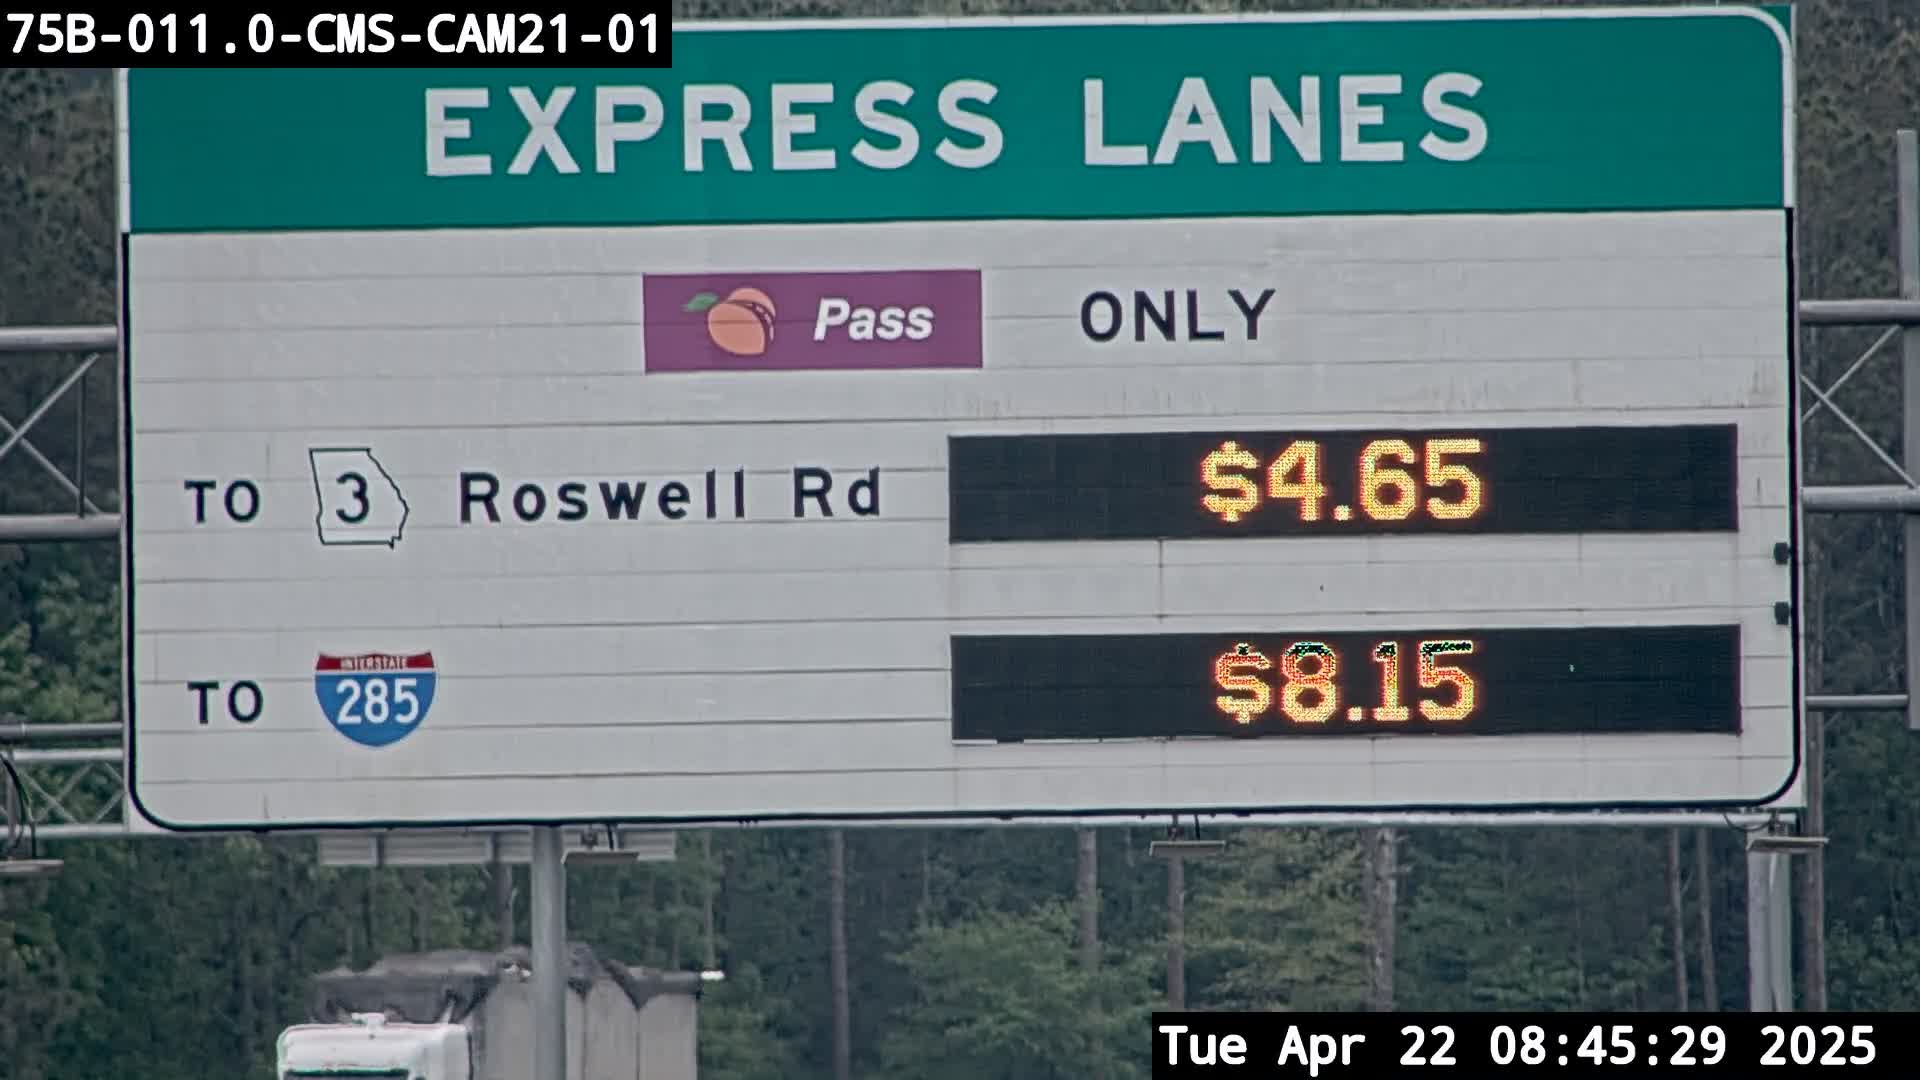 75B-011.0-CMS-CAM21-01
EXPRESS LANES
Pass ONLY
TO 3 Roswell Rd $4.65
INTERSTATE
TO 285 $8.15
Tue Apr 22 08:45:29 2025